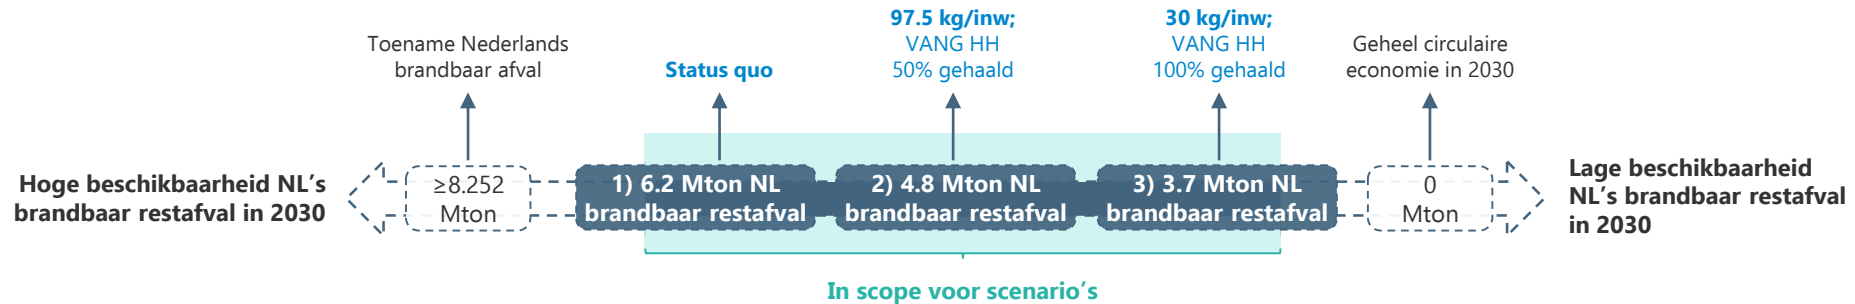 Hoge beschikbaarheid NL’s
brandbaar restafval in 2030
Toename Nederlands
brandbaar afval
≥8.252
Mton
Status quo
1) 6.2 Mton NL
brandbaar restafval
97.5 kg/inw;
VANG HH
50% gehaald
2) 4.8 Mton NL
brandbaar restafval
30 kg/inw;
VANG HH
100% gehaald
3) 3.7 Mton NL
brandbaar restafval
Geheel circulaire
economie in 2030
0
Mton
Lage beschikbaarheid
NL’s brandbaar restafval
in 2030
In scope voor scenario’s